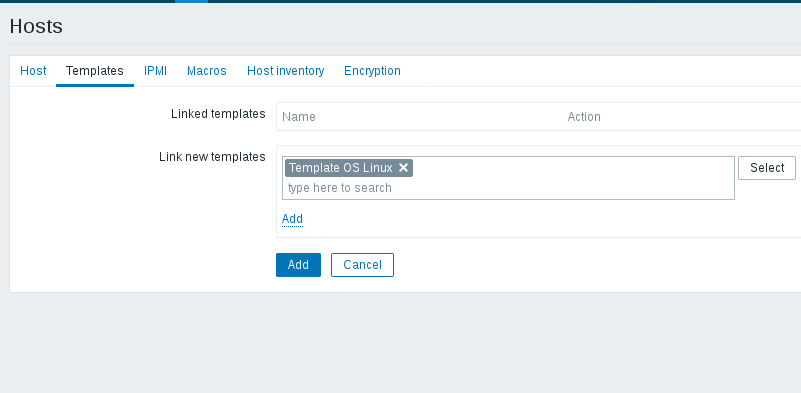 Hosts
Host Templates IPMI Macros Host inventory Encryption
Linked templates Name Action
Link new templates
Template OS Linux Select
type here to search
Add
Add Cancel